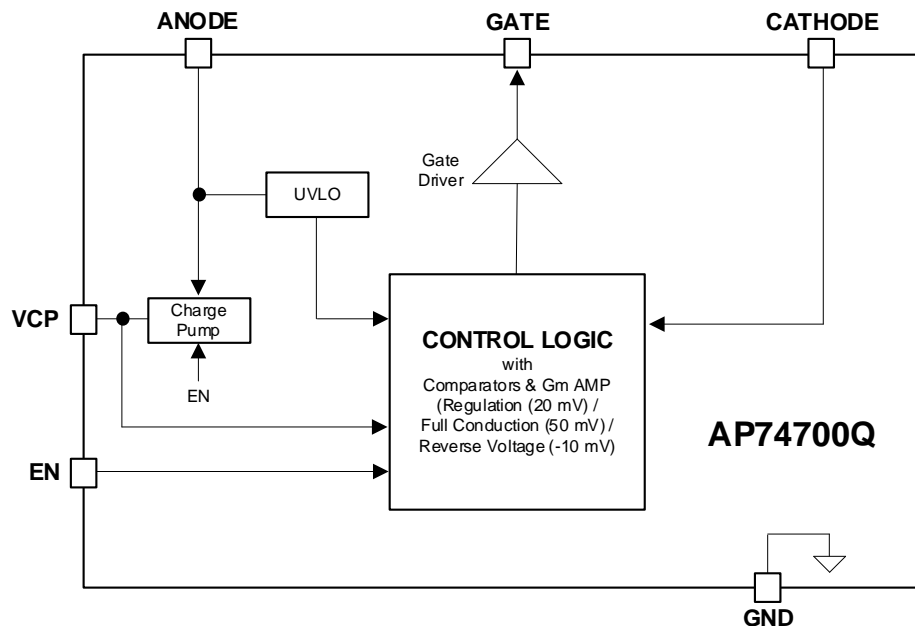 ANODE
GATE
CATHODE
Gate
Driver
UVLO
VCP
Charge
Pump
EN
CONTROL LOGIC
with
Comparators & Gm AMP
(Regulation (20 mV) /
Full Conduction (50 mV) /
Reverse Voltage (-10 mV)
AP74700Q
EN
GND